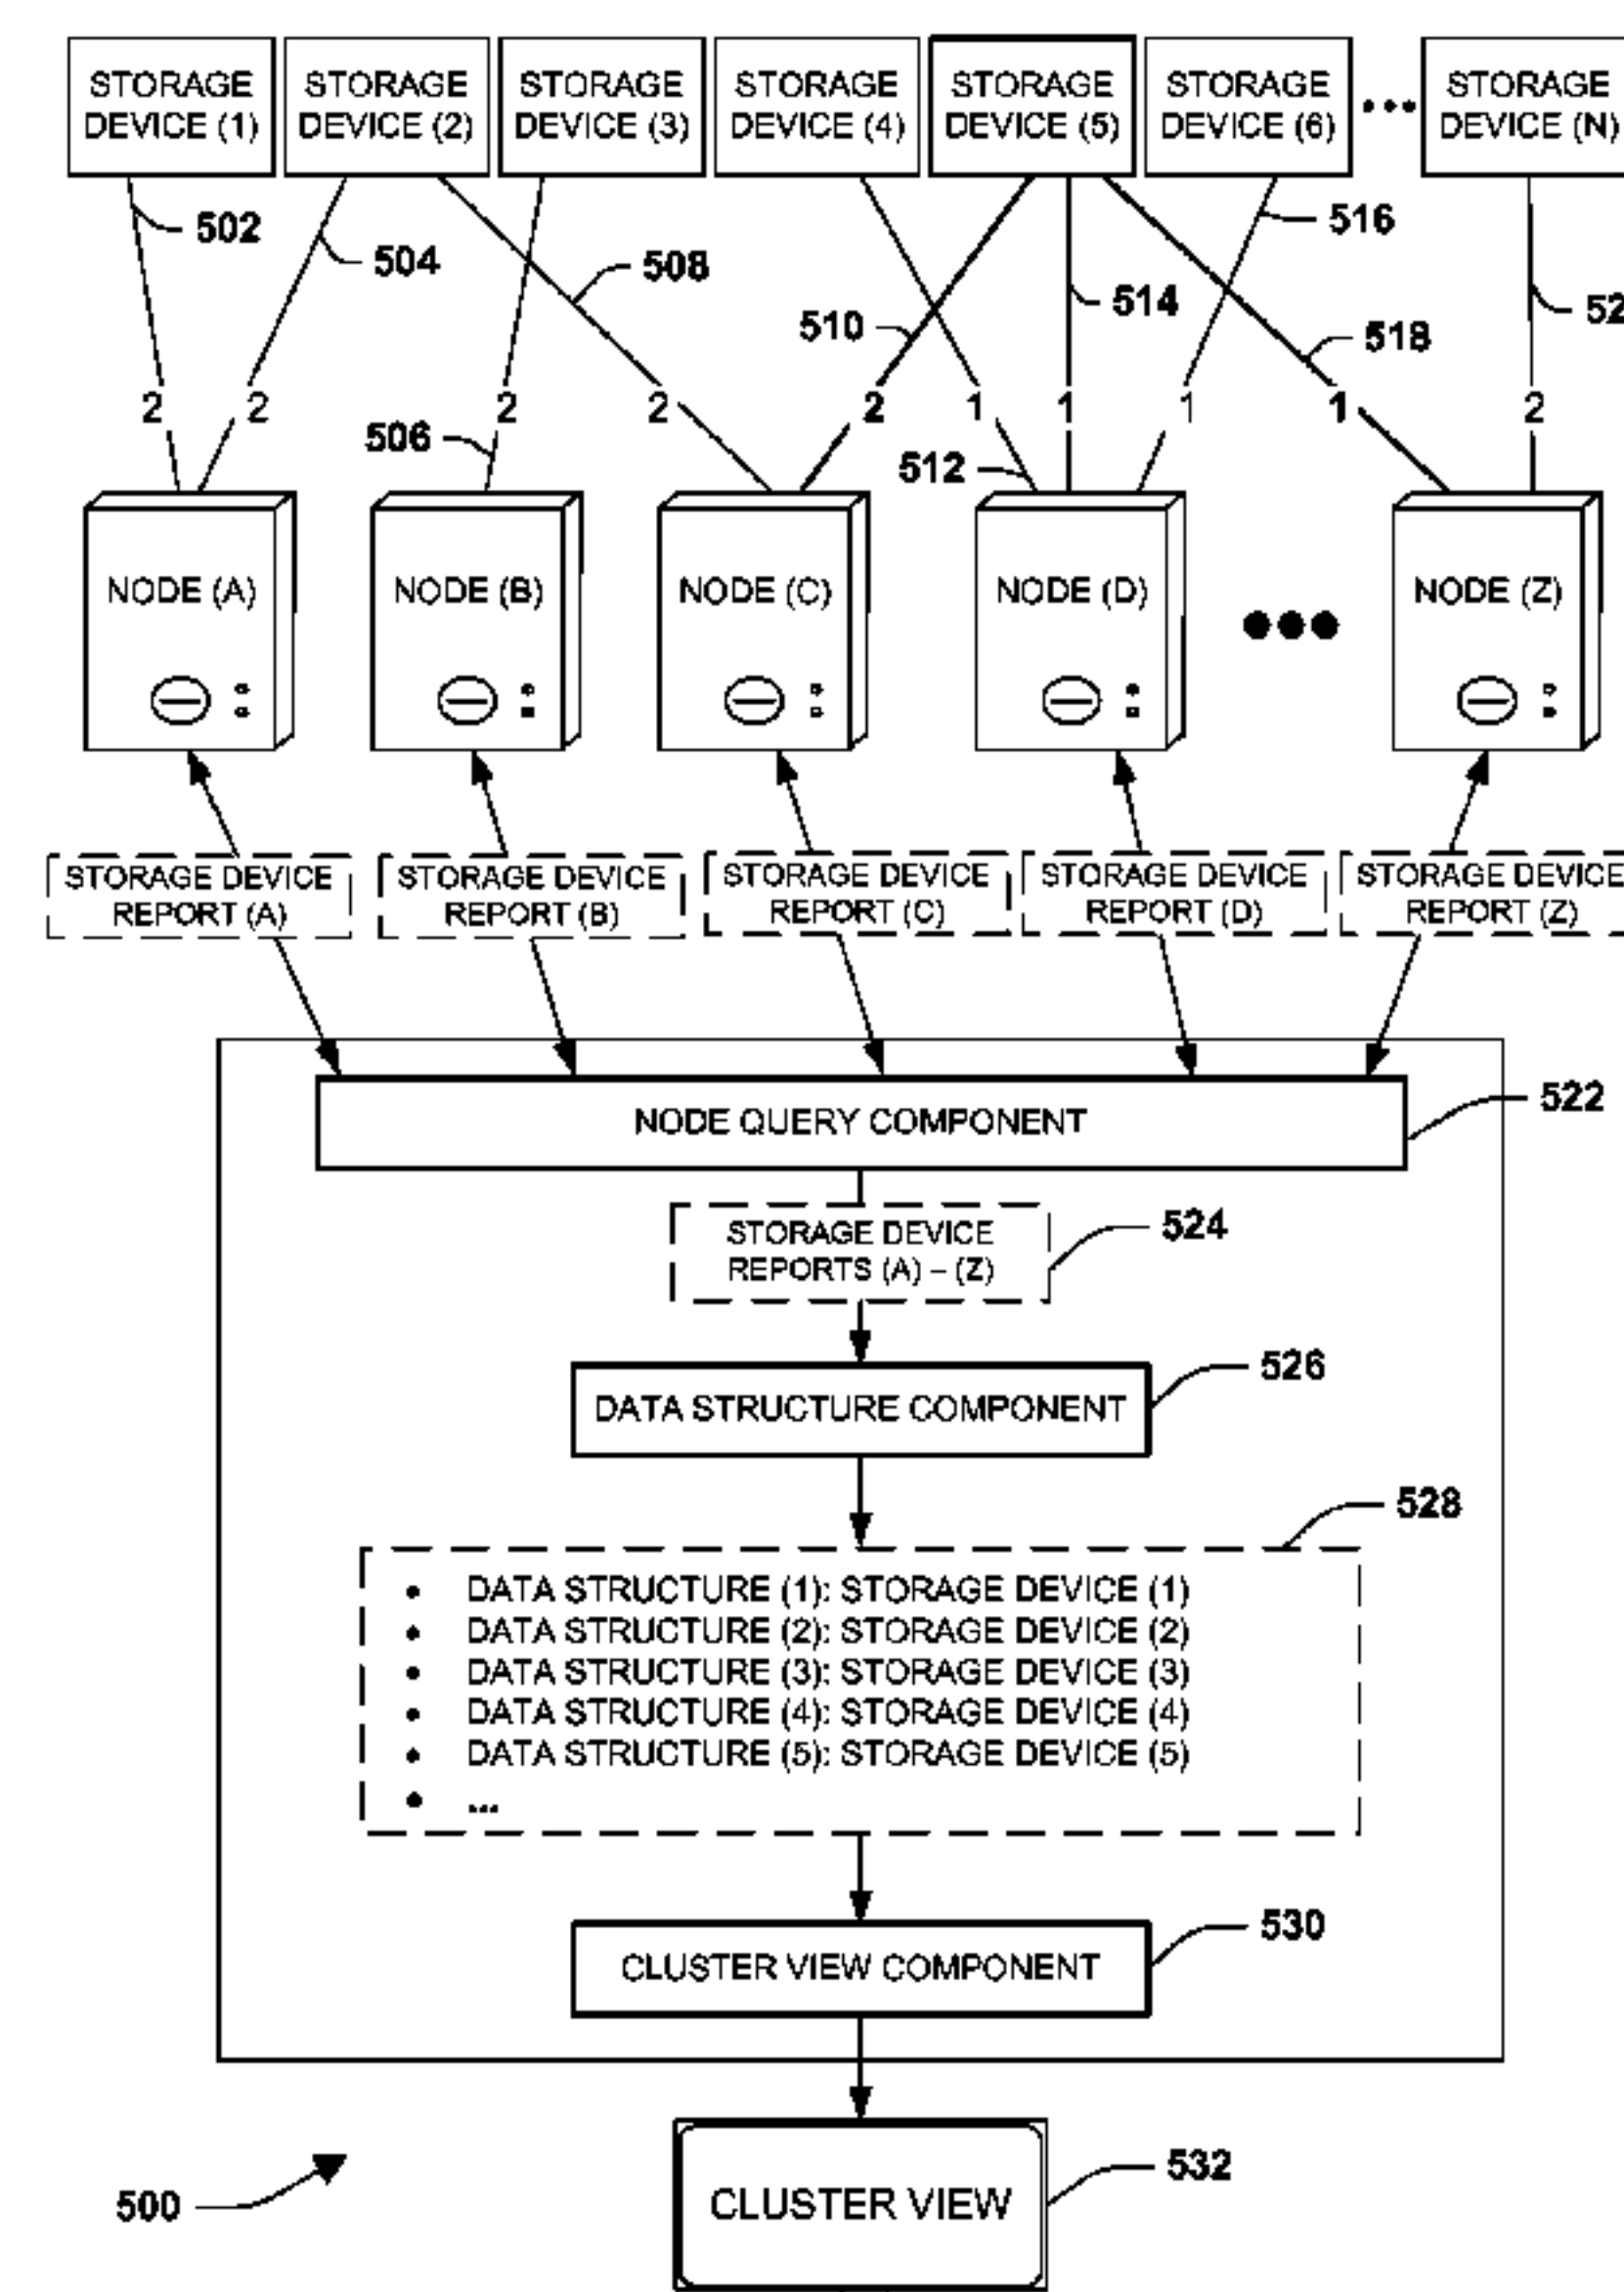 STORAGE DEVICE (1)
STORAGE DEVICE (2)
STORAGE DEVICE (3)
STORAGE DEVICE (4)
STORAGE DEVICE (5)
STORAGE DEVICE (6)
...
STORAGE DEVICE (N)
502
504
508
510
514
516
518
52
2
2
2
2
2
1
1
1
1
2
506
512
NODE (A)
NODE (B)
NODE (C)
NODE (D)
...
NODE (Z)
STORAGE DEVICE
REPORT (A)
STORAGE DEVICE
REPORT (B)
STORAGE DEVICE
REPORT (C)
STORAGE DEVICE
REPORT (D)
STORAGE DEVICE
REPORT (Z)
NODE QUERY COMPONENT
522
STORAGE DEVICE
REPORTS (A) – (Z)
524
DATA STRUCTURE COMPONENT
526
528
• DATA STRUCTURE (1): STORAGE DEVICE (1)
• DATA STRUCTURE (2): STORAGE DEVICE (2)
• DATA STRUCTURE (3): STORAGE DEVICE (3)
• DATA STRUCTURE (4): STORAGE DEVICE (4)
• DATA STRUCTURE (5): STORAGE DEVICE (5)
• ...
CLUSTER VIEW COMPONENT
530
CLUSTER VIEW
532
500